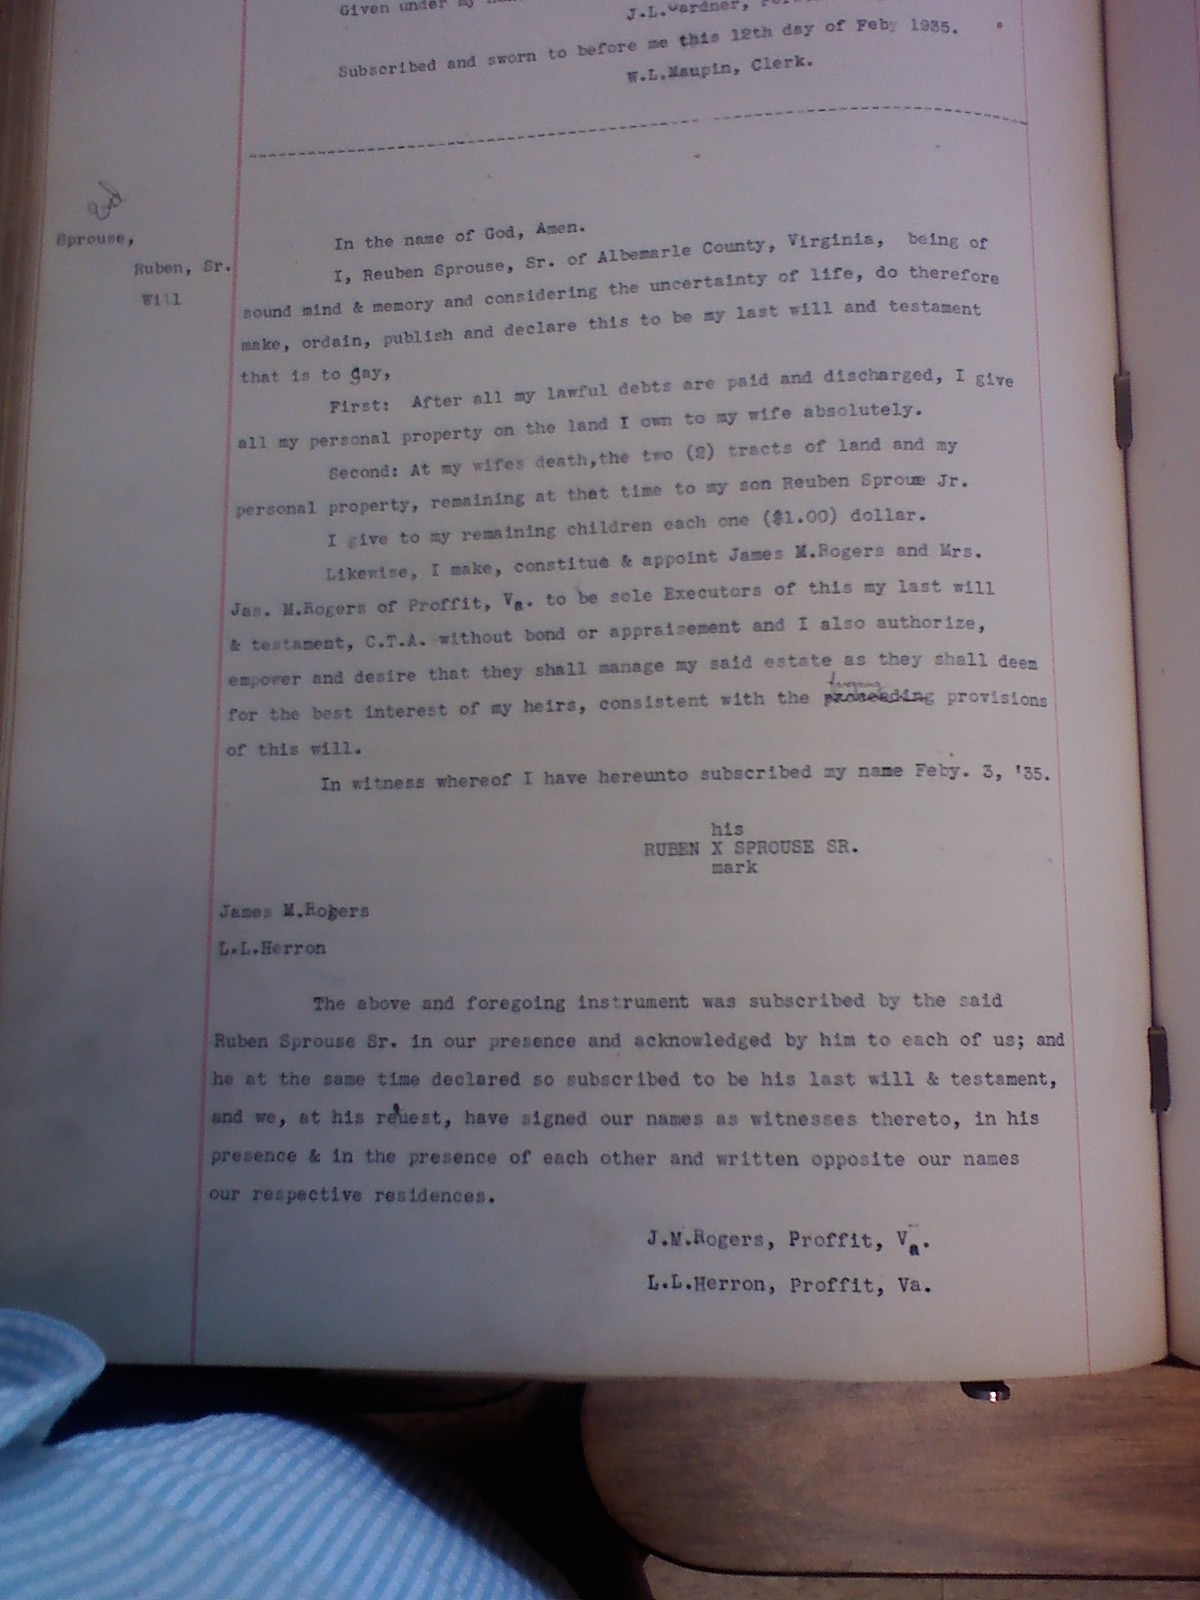 Given under my
J.L.Wardner,
Subscribed and sworn to before me this 12th day of Feby 1935.
W.L.Maupin, Clerk.
2nd
Sprouse,
Ruben, Sr.
Will
In the name of God, Amen.
I, Reuben Sprouse, Sr. of Albemarle County, Virginia, being of
sound mind & memory and considering the uncertainty of life, do therefore
make, ordain, publish and declare this to be my last will and testament
that is to say,
First: After all my lawful debts are paid and discharged, I give
all my personal property on the land I own to my wife absolutely.
Second: At my wifes death,the two (2) tracts of land and my
personal property, remaining at that time to my son Reuben Sprouse Jr.
I give to my remaining children each one ($1.00) dollar.
Likewise, I make, constitue & appoint James M.Rogers and Mrs.
Jas. M.Rogers of Proffit, Va. to be sole Executors of this my last will
& testament, C.T.A. without bond or appraisement and I also authorize,
empower and desire that they shall manage my said estate as they shall deem
foregoing
for the best interest of my heirs, consistent with the proseeding provisions
of this will.
In witness whereof I have hereunto subscribed my name Feby. 3, '35.
his
RUBEN X SPROUSE SR.
mark
James M.Rogers
L.L.Herron
The above and foregoing instrument was subscribed by the said
Ruben Sprouse Sr. in our presence and acknowledged by him to each of us; and
he at the same time declared so subscribed to be his last will & testament,
and we, at his reuest, have signed our names as witnesses thereto, in his
presence & in the presence of each other and written opposite our names
our respective residences.
J.M.Rogers, Proffit, Va.
L.L.Herron, Proffit, Va.